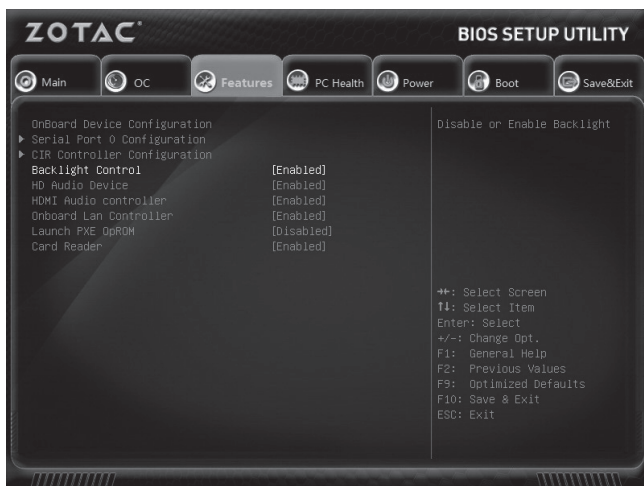 ZOTAC
BIOS SETUP UTILITY
Main
OC
Features
PC Health
Power
Boot
Save&Exit
OnBoard Device Configuration
Serial Port 0 Configuration
CIR Controller Configuration
Backlight Control [Enabled]
HD Audio Device [Enabled]
HDMI Audio controller [Enabled]
Onboard Lan Controller [Enabled]
Launch PXE OpROM [Disabled]
Card Reader [Enabled]
Disable or Enable Backlight
→←: Select Screen
↑↓: Select Item
Enter: Select
+/-: Change Opt.
F1: General Help
F2: Previous Values
F9: Optimized Defaults
F10: Save & Exit
ESC: Exit